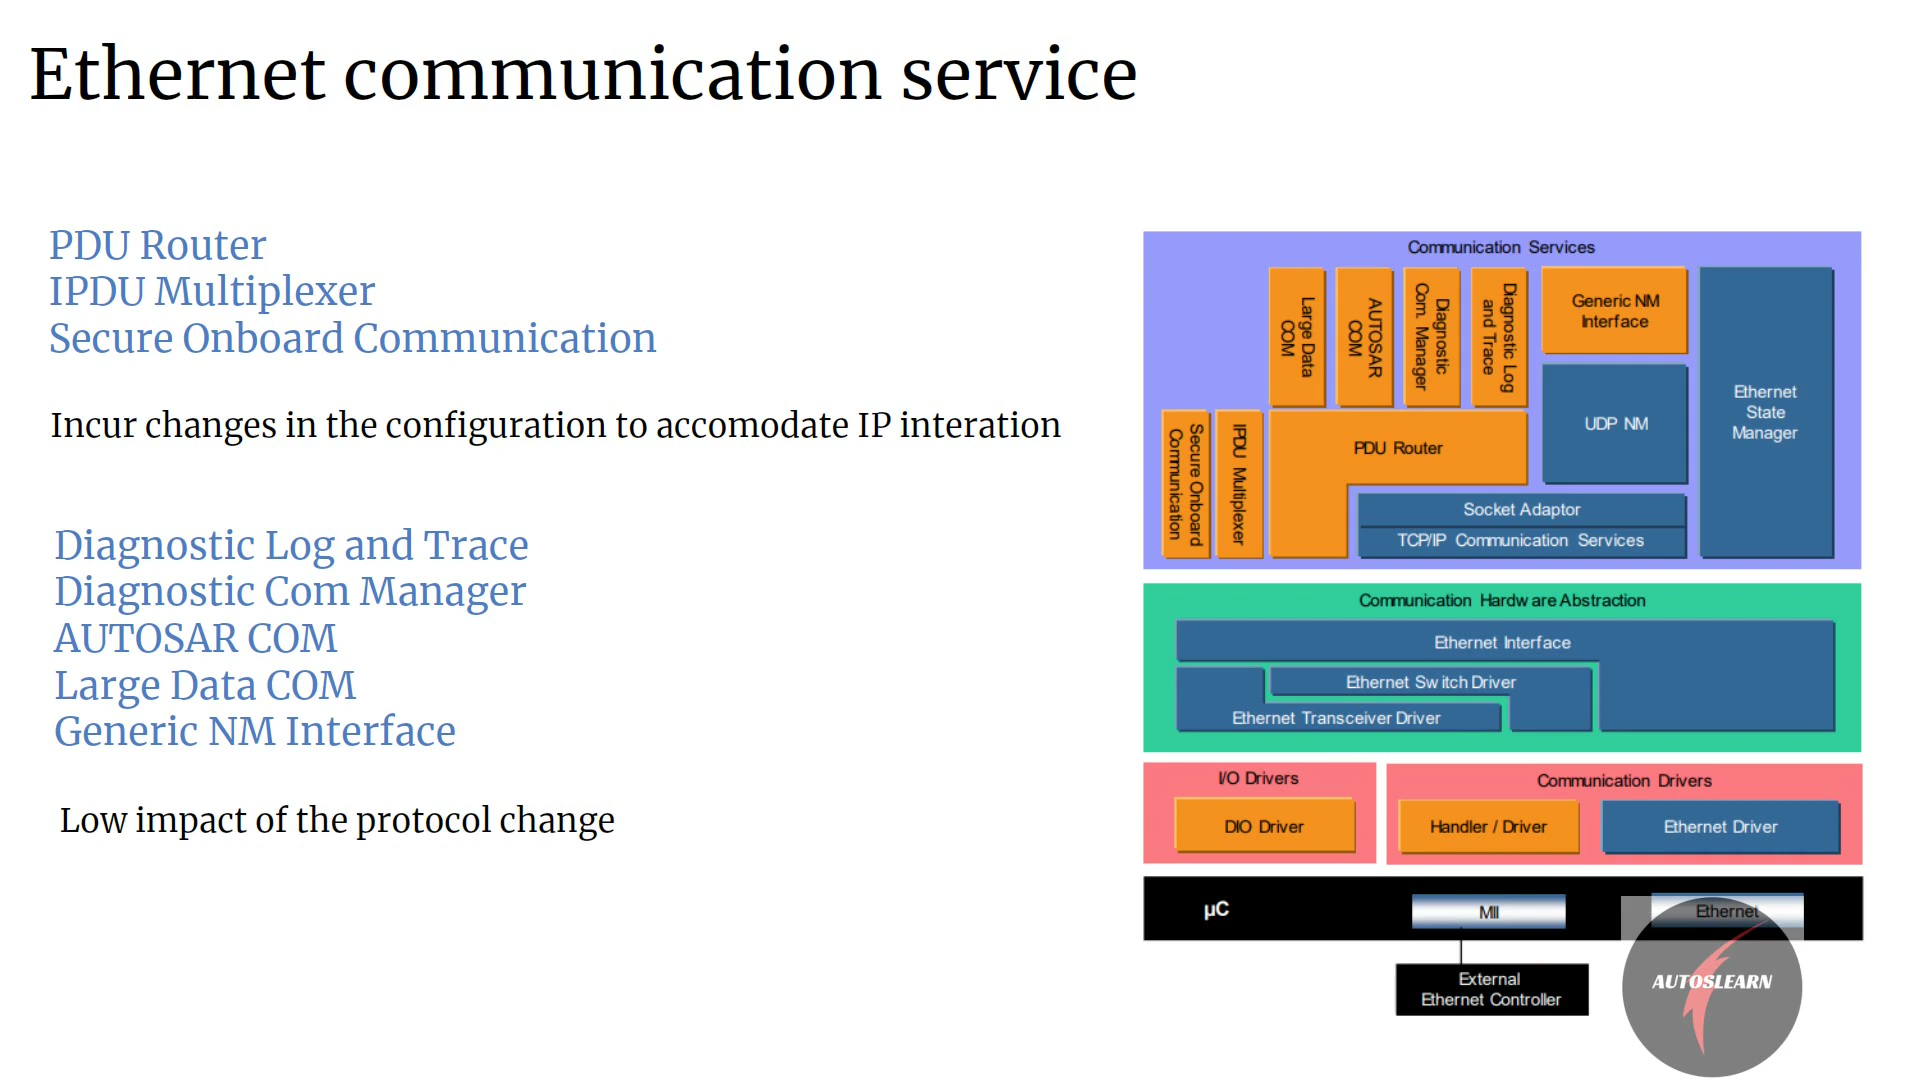 Ethernet communication service
PDU Router
IPDU Multiplexer
Secure Onboard Communication
Incur changes in the configuration to accomodate IP interation
Diagnostic Log and Trace
Diagnostic Com Manager
AUTOSAR COM
Large Data COM
Generic NM Interface
Low impact of the protocol change
Communication Services
Large Data
COM
AUTOSAR
COM
Diagnostic
Com. Manager
Diagnostic Log
and Trace
Generic NM
Interface
Ethernet
State
Manager
UDP NM
Secure Onboard
Communication
IPDU Multiplexer
PDU Router
Socket Adaptor
TCP/IP Communication Services
Communication Hardware Abstraction
Ethernet Interface
Ethernet Switch Driver
Ethernet Transceiver Driver
I/O Drivers
DIO Driver
Communication Drivers
Handler / Driver
Ethernet Driver
µC
MII
Ethernet
External
Ethernet Controller
AUTOSLEARN